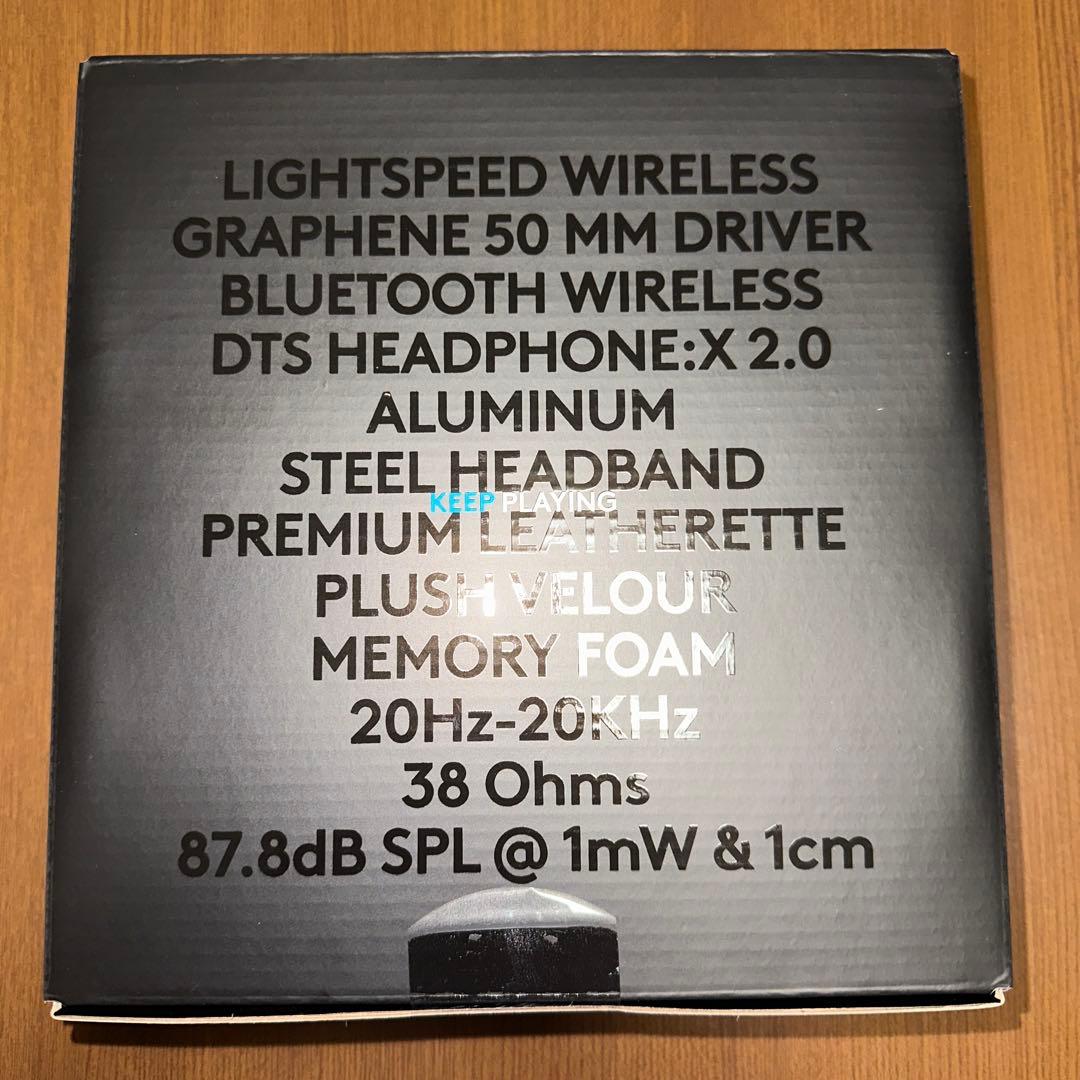 LIGHTSPEED WIRELESS
GRAPHENE 50 MM DRIVER
BLUETOOTH WIRELESS
DTS HEADPHONE:X 2.0
ALUMINUM
STEEL HEADBAND
KEEP PLAYING
PREMIUM LEATHERETTE
PLUSH VELOUR
MEMORY FOAM
20Hz-20KHz
38 Ohms
87.8dB SPL @ 1mW & 1cm